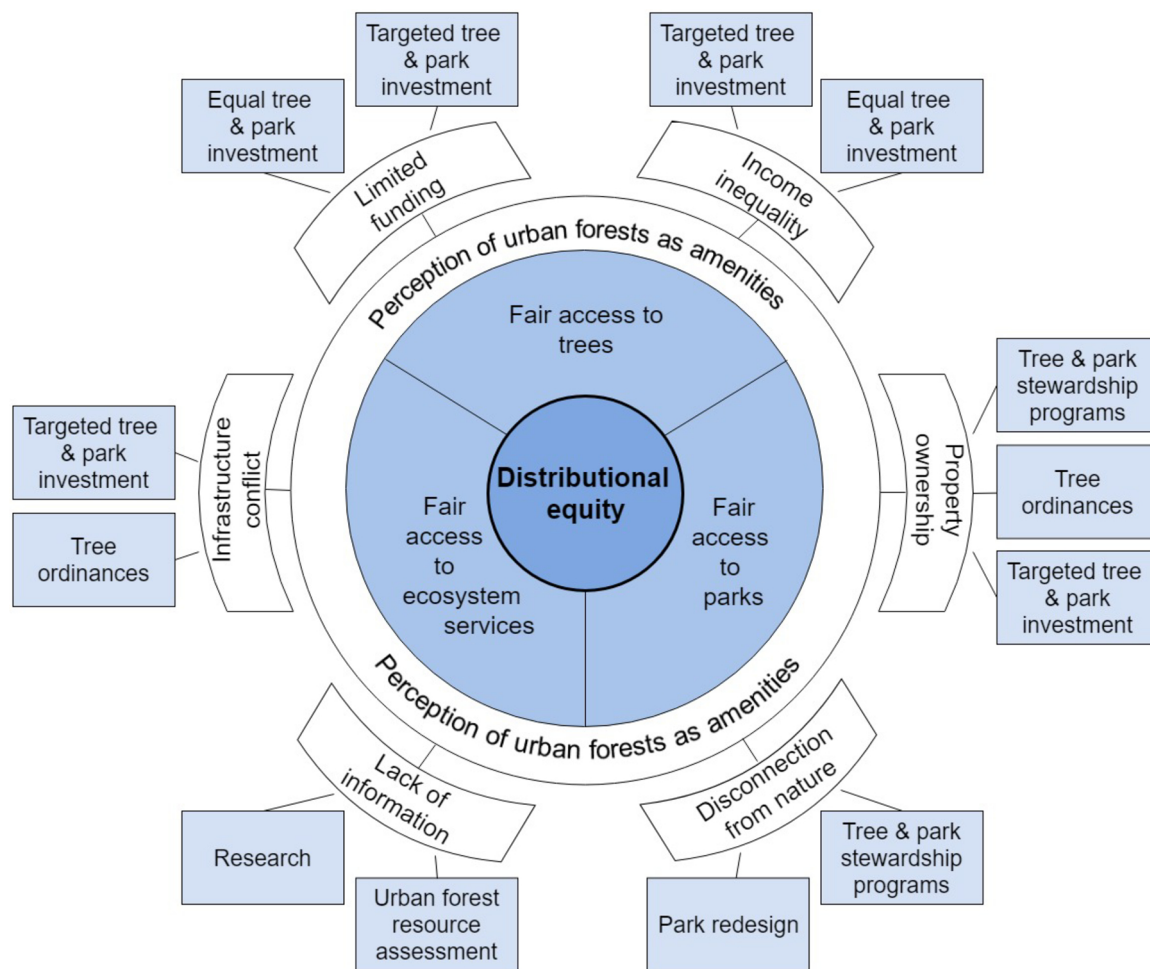 Targeted tree
& park
investment
Targeted tree
& park
investment
Equal tree
& park
investment
Equal tree
& park
investment
Limited
funding
Income
inequality
Perception of urban forests as amenities
Fair access to
trees
Tree & park
stewardship
programs
Targeted tree
& park
investment
Infrastructure
conflict
Distributional
equity
Property
ownership
Tree
ordinances
Fair
access
to
ecosystem
services
Fair
access
to
parks
Tree
ordinances
Targeted tree
& park
investment
Perception of urban forests as amenities
Lack of
information
Disconnection
from nature
Research
Tree & park
stewardship
programs
Urban forest
resource
assessment
Park redesign